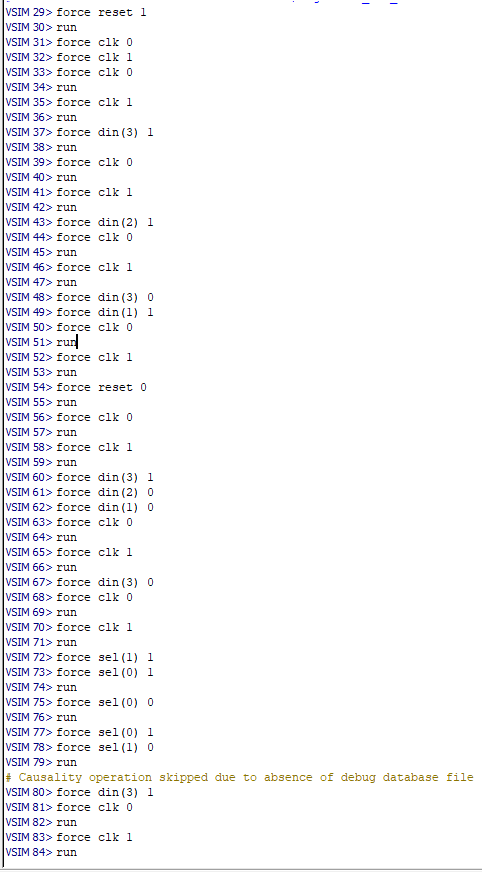 VSIM 29> force reset 1
VSIM 30> run
VSIM 31> force clk 0
VSIM 32> force clk 1
VSIM 33> force clk 0
VSIM 34> run
VSIM 35> force clk 1
VSIM 36> run
VSIM 37> force din(3) 1
VSIM 38> run
VSIM 39> force clk 0
VSIM 40> run
VSIM 41> force clk 1
VSIM 42> run
VSIM 43> force din(2) 1
VSIM 44> force clk 0
VSIM 45> run
VSIM 46> force clk 1
VSIM 47> run
VSIM 48> force din(3) 0
VSIM 49> force din(1) 1
VSIM 50> force clk 0
VSIM 51> run
VSIM 52> force clk 1
VSIM 53> run
VSIM 54> force reset 0
VSIM 55> run
VSIM 56> force clk 0
VSIM 57> run
VSIM 58> force clk 1
VSIM 59> run
VSIM 60> force din(3) 1
VSIM 61> force din(2) 0
VSIM 62> force din(1) 0
VSIM 63> force clk 0
VSIM 64> run
VSIM 65> force clk 1
VSIM 66> run
VSIM 67> force din(3) 0
VSIM 68> force clk 0
VSIM 69> run
VSIM 70> force clk 1
VSIM 71> run
VSIM 72> force sel(1) 1
VSIM 73> force sel(0) 1
VSIM 74> run
VSIM 75> force sel(0) 0
VSIM 76> run
VSIM 77> force sel(0) 1
VSIM 78> force sel(1) 0
VSIM 79> run
# Causality operation skipped due to absence of debug database file
VSIM 80> force din(3) 1
VSIM 81> force clk 0
VSIM 82> run
VSIM 83> force clk 1
VSIM 84> run